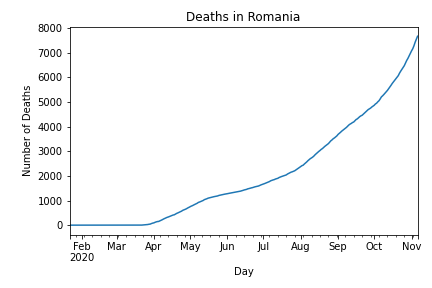 Deaths in Romania
Number of Deaths
8000
7000
6000
5000
4000
3000
2000
1000
0
Feb Mar Apr May Jun Jul Aug Sep Oct Nov
2020
Day